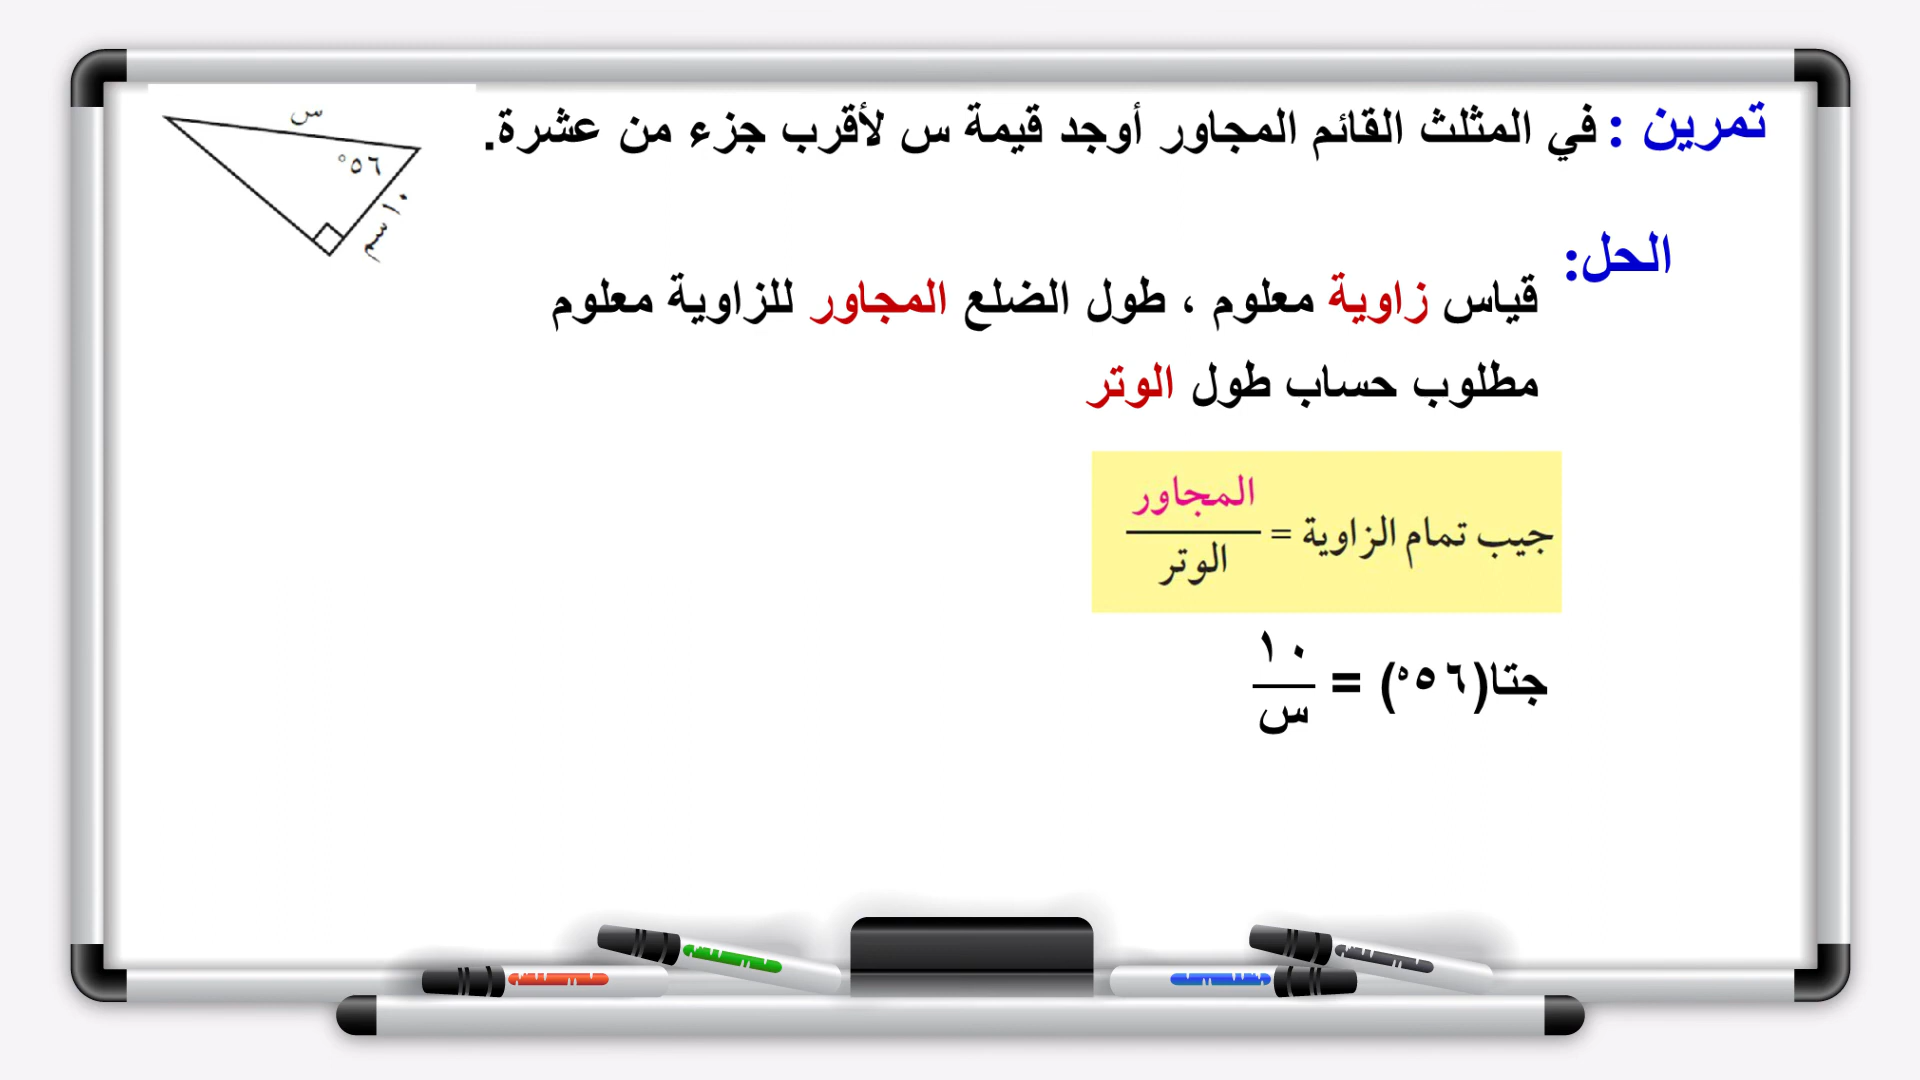 تمرين : في المثلث القائم المجاور أوجد قيمة س لأقرب جزء من عشرة.
س
٥٦°
١٠ سم
الحل:
قياس زاوية معلوم ، طول الضلع المجاور للزاوية معلوم
مطلوب حساب طول الوتر
جيب تمام الزاوية = المجاور / الوتر
جتا(٥٦°) = ١٠ / س